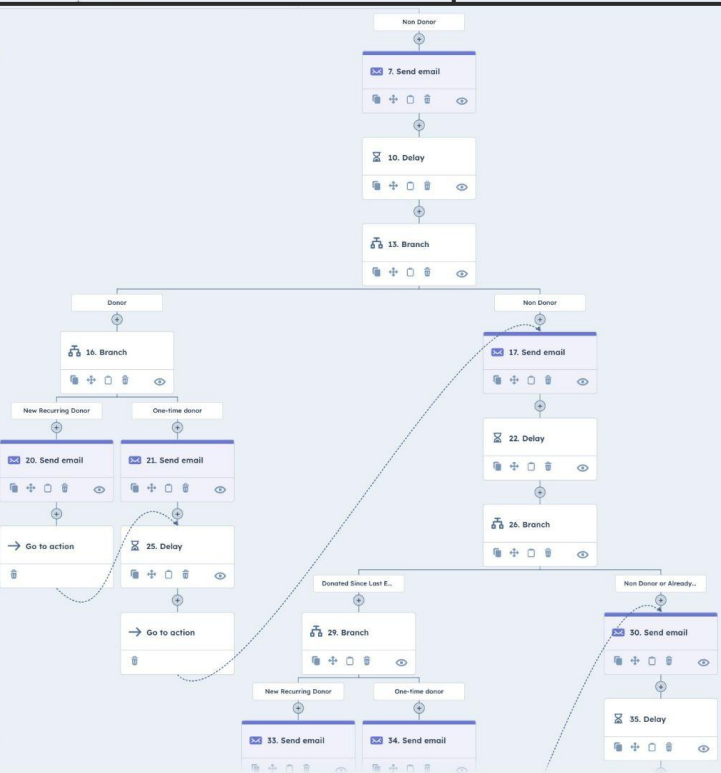 Non Donor
7. Send email
10. Delay
13. Branch
Donor
Non Donor
16. Branch
17. Send email
New Recurring Donor
One-time donor
20. Send email
21. Send email
22. Delay
Go to action
25. Delay
26. Branch
Donated Since Last E...
Non Donor or Already...
Go to action
29. Branch
30. Send email
New Recurring Donor
One-time donor
33. Send email
34. Send email
35. Delay